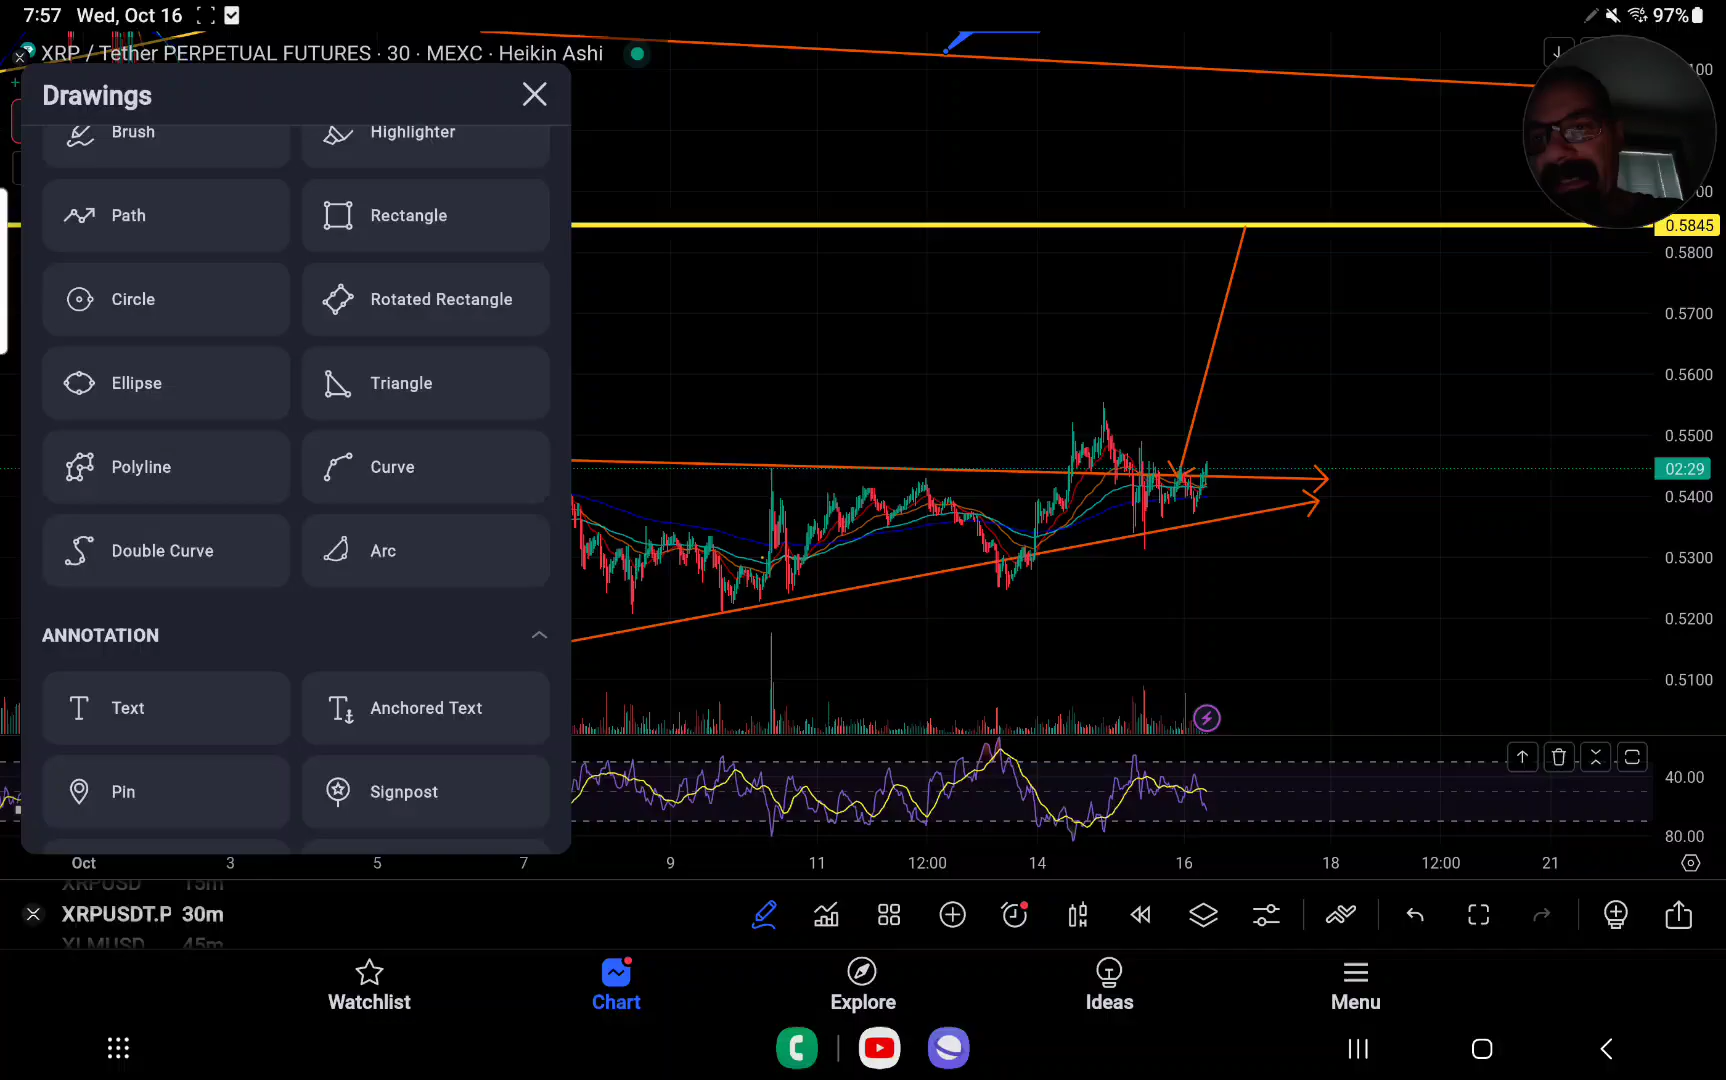 7:57 Wed, Oct 16
97%
XRP / Tether PERPETUAL FUTURES · 30 · MEXC · Heikin Ashi
Drawings
Brush
Highlighter
Path
Rectangle
Circle
Rotated Rectangle
Ellipse
Triangle
Polyline
Curve
Double Curve
Arc
ANNOTATION
Text
Anchored Text
Pin
Signpost
0.5845
0.5800
0.5700
0.5600
0.5500
02:29
0.5400
0.5300
0.5200
0.5100
40.00
80.00
Oct 3 5 7 9 11 12:00 14 16 18 12:00 21
XRPUSD 15m
XRPUSDT.P 30m
XLMUSD 45m
Watchlist
Chart
Explore
Ideas
Menu